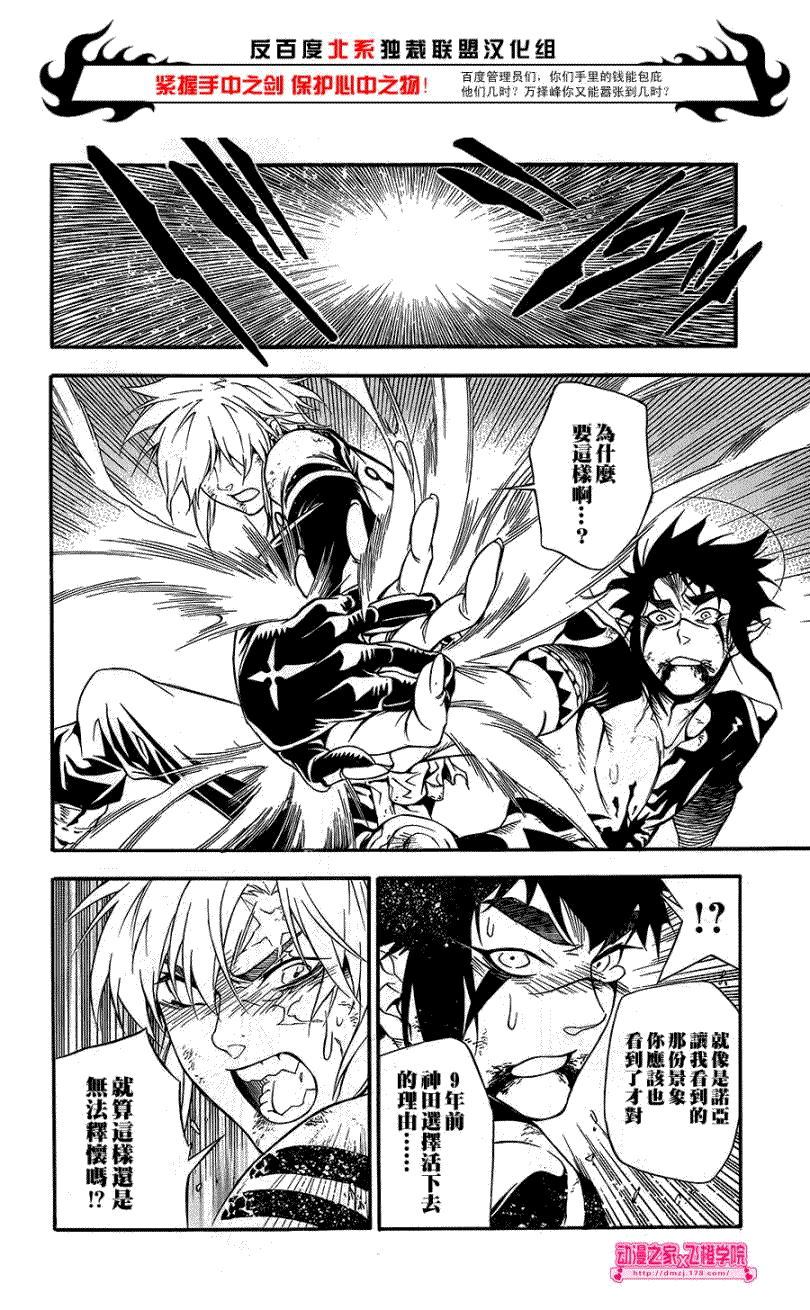 反百度北系独裁联盟汉化组
紧握手中之剑 保护心中之物!
百度管理员们，你们手里的钱能包庇
他们几时？万择峰你又能嚣张到几时？
為什麼
要這樣啊…?
!?
就像是諾亞
讓我看到的
那份景象
你應該也
看到了才對
9年前
神田選擇活下去
的理由……
就算這樣還是
無法釋懷嗎!?
动漫之家x飞橙学院
http://dmzj.178.com/